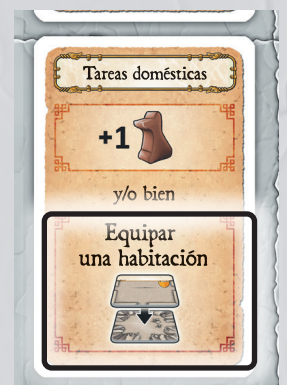 Tareas domésticas
+1
y/o bien
Equipar
una habitación